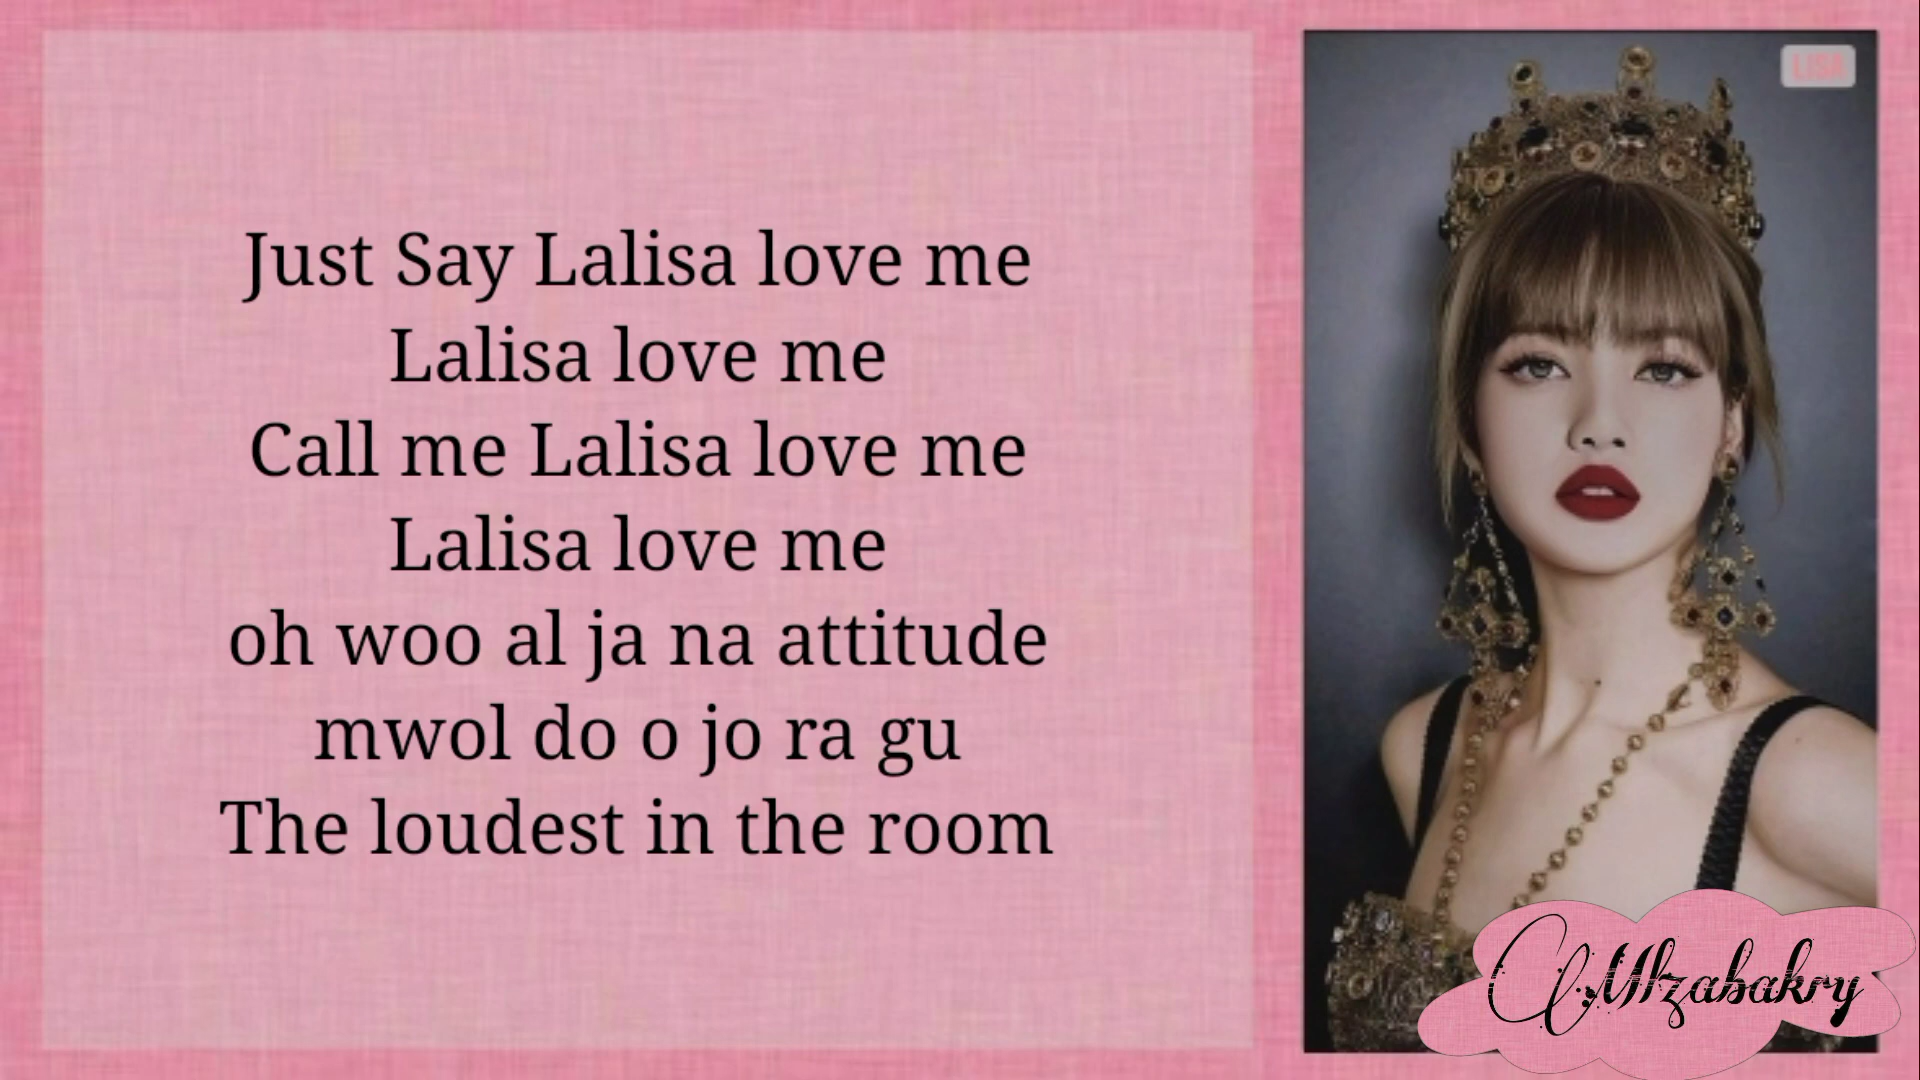 Just Say Lalisa love me
Lalisa love me
Call me Lalisa love me
Lalisa love me
oh woo al ja na attitude
mwol do o jo ra gu
The loudest in the room
LISA